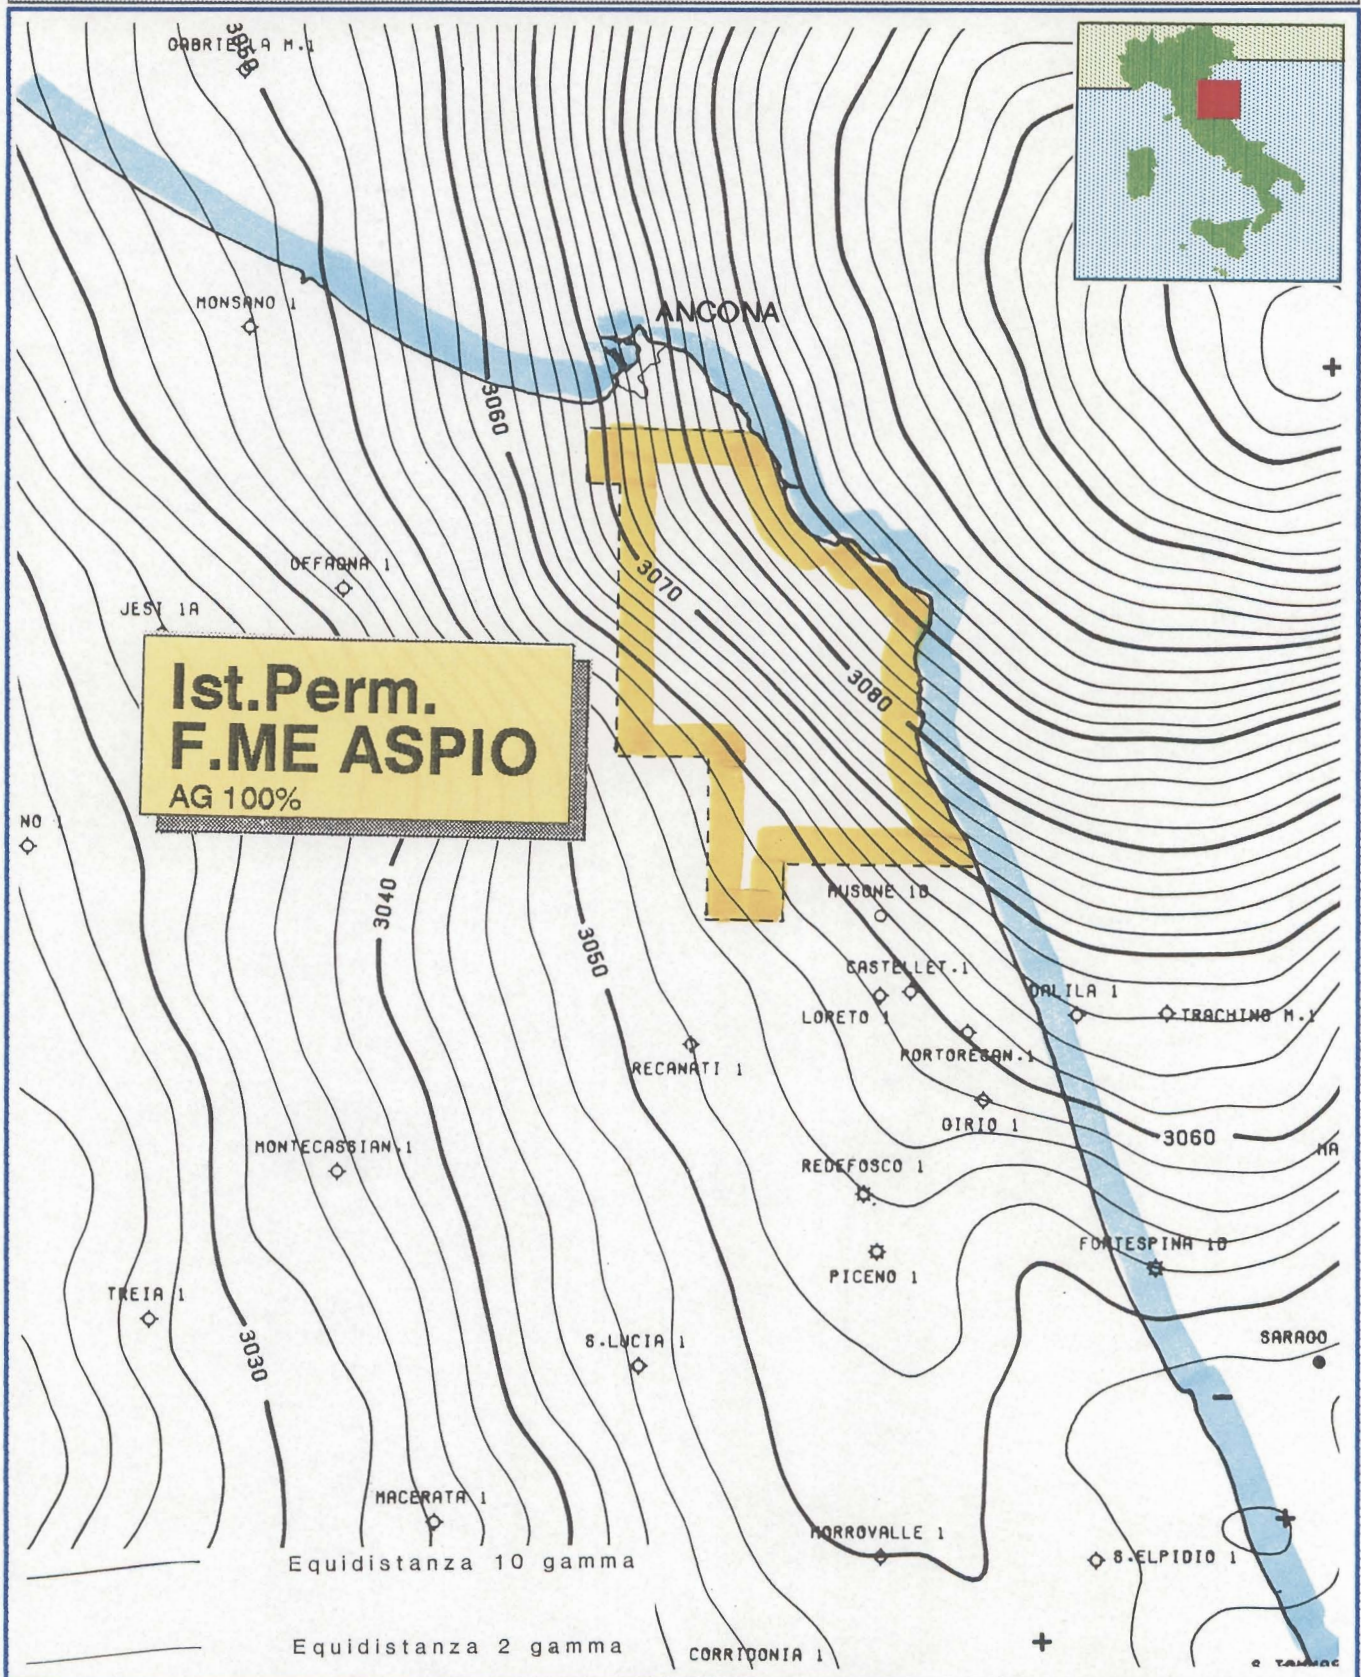 GABRIELLA M.1
MONSANO 1
ANCONA
3060
OFFAGNA 1
3070
JESI 1A
Ist.Perm.
F.ME ASPIO
AG 100%
3080
NO 1
3040
AUSONE 1D
3050
CASTELLET.1
DALILA 1
LORETO 1
TRACHINO M.1
PORTORECAN.1
RECANATI 1
GIRIO 1
3060
MONTECASSIAN.1
MA
REDEFOSCO 1
FONTESPINA 1D
PICENO 1
TREIA 1
3030
S.LUCIA 1
SARAGO
MACERATA 1
MORROVALLE 1
S.ELPIDIO 1
Equidistanza 10 gamma
Equidistanza 2 gamma
CORRIDONIA 1